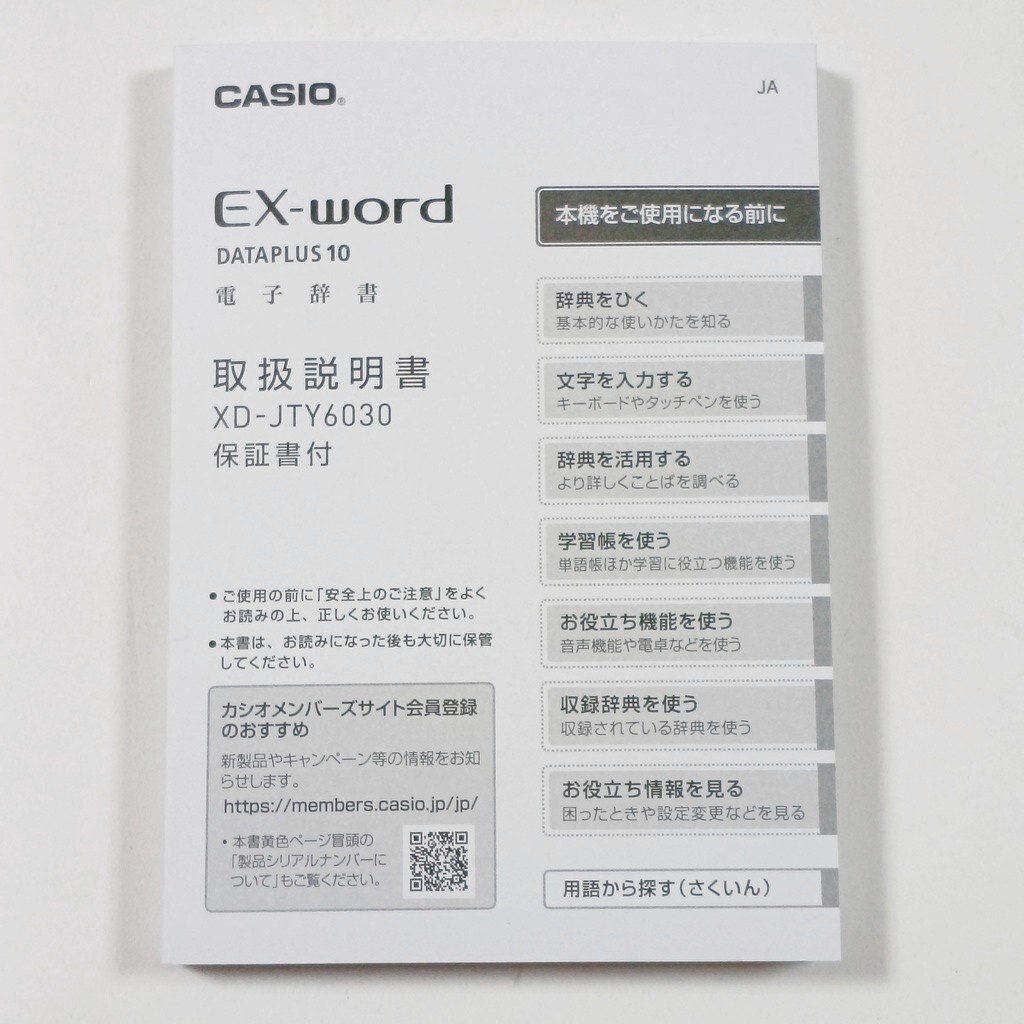 CASIO®
JA
EX-word
DATAPLUS 10
電子辞書
取扱説明書
XD-JTY6030
保証書付
• ご使用の前に「安全上のご注意」をよく
お読みの上、正しくお使いください。
• 本書は、お読みになった後も大切に保管
してください。
カシオメンバーズサイト会員登録
のおすすめ
新製品やキャンペーン等の情報をお知
らせします。
https://members.casio.jp/jp/
• 本書黄色ページ冒頭の
「製品シリアルナンバーに
ついて」もご覧ください。
本機をご使用になる前に
辞典をひく
基本的な使いかたを知る
文字を入力する
キーボードやタッチペンを使う
辞典を活用する
より詳しくことばを調べる
学習帳を使う
単語帳ほか学習に役立つ機能を使う
お役立ち機能を使う
音声機能や電卓などを使う
収録辞典を使う
収録されている辞典を使う
お役立ち情報を見る
困ったときや設定変更などを見る
用語から探す(さくいん)